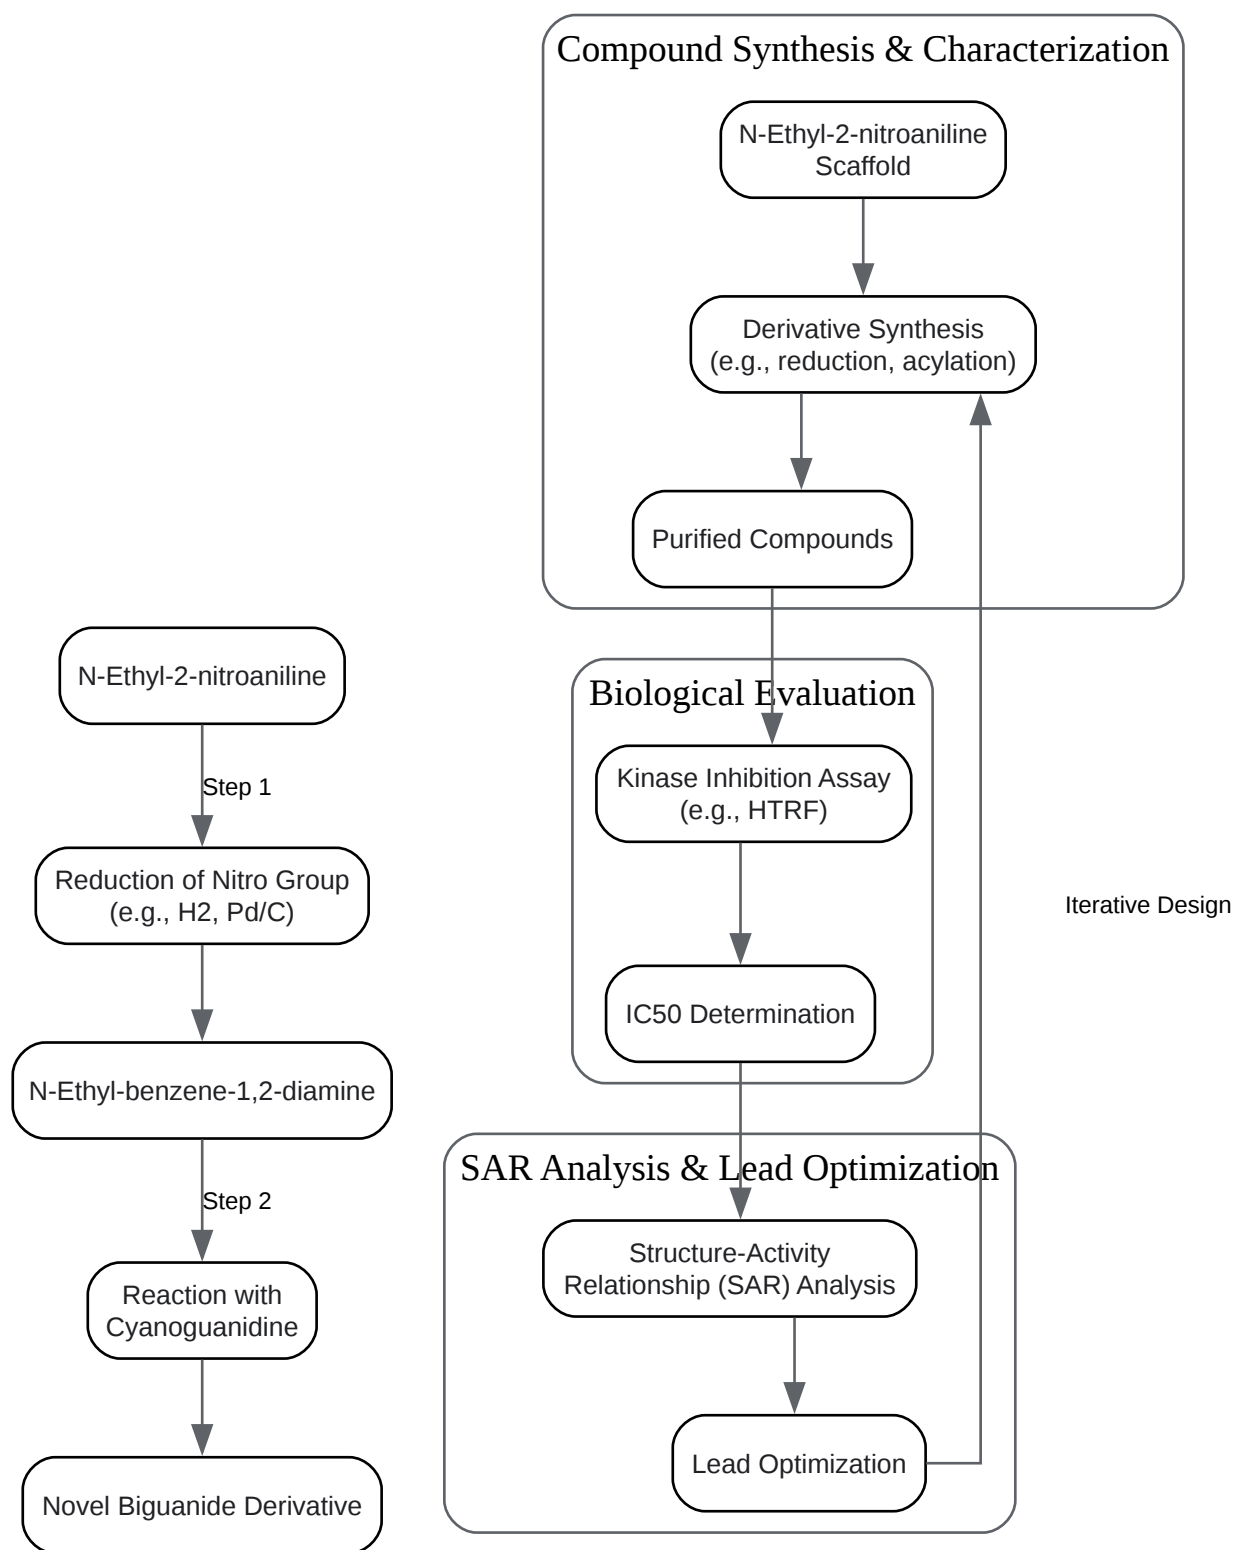 Compound Synthesis & Characterization
N-Ethyl-2-nitroaniline
Scaffold
Derivative Synthesis
(e.g., reduction, acylation)
Purified Compounds
N-Ethyl-2-nitroaniline
Step 1
Reduction of Nitro Group
(e.g., H2, Pd/C)
N-Ethyl-benzene-1,2-diamine
Step 2
Reaction with
Cyanoguanidine
Novel Biguanide Derivative
Biological Evaluation
Kinase Inhibition Assay
(e.g., HTRF)
IC50 Determination
Iterative Design
SAR Analysis & Lead Optimization
Structure-Activity
Relationship (SAR) Analysis
Lead Optimization